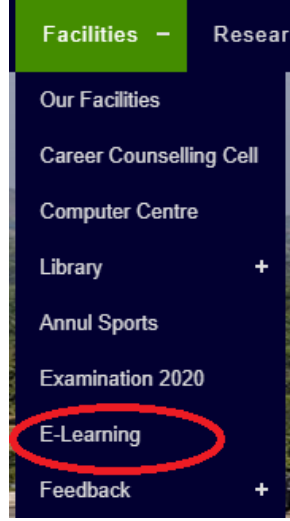 Facilities − Resear
Our Facilities
Career Counselling Cell
Computer Centre
Library +
Annul Sports
Examination 2020
E-Learning
Feedback +